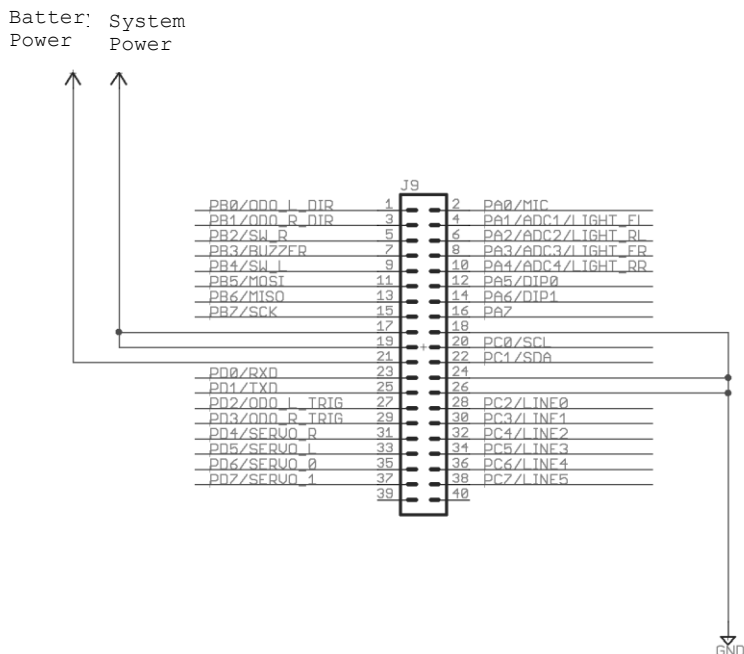 Battery System
Power Power
J9
PB0/ODO_L_DIR 1 2 PA0/MIC
PB1/ODO_R_DIR 3 4 PA1/ADC1/LIGHT_FL
PB2/SW_R 5 6 PA2/ADC2/LIGHT_RL
PB3/BUZZER 7 8 PA3/ADC3/LIGHT_FR
PB4/SW_L 9 10 PA4/ADC4/LIGHT_RR
PB5/MOSI 11 12 PA5/DIP0
PB6/MISO 13 14 PA6/DIP1
PB7/SCK 15 16 PA7
17 18
19 20 PC0/SCL
21 22 PC1/SDA
PD0/RXD 23 24
PD1/TXD 25 26
PD2/ODO_L_TRIG 27 28 PC2/LINE0
PD3/ODO_R_TRIG 29 30 PC3/LINE1
PD4/SERVO_R 31 32 PC4/LINE2
PD5/SERVO_L 33 34 PC5/LINE3
PD6/SERVO_0 35 36 PC6/LINE4
PD7/SERVO_1 37 38 PC7/LINE5
39 40
GND